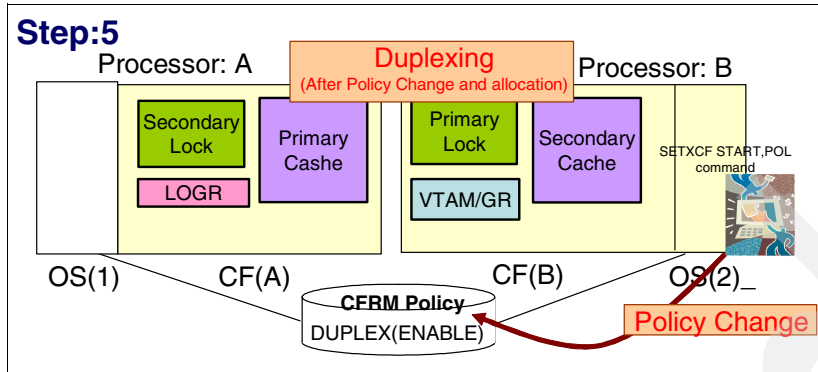 Step:5
Processor: A
Duplexing
(After Policy Change and allocation)
Processor: B
Secondary
Lock
Primary
Cashe
LOGR
Primary
Lock
Secondary
Cache
VTAM/GR
SETXCF START,POL
command
OS(1)
CF(A)
CF(B)
OS(2)_
CFRM Policy
DUPLEX(ENABLE)
Policy Change